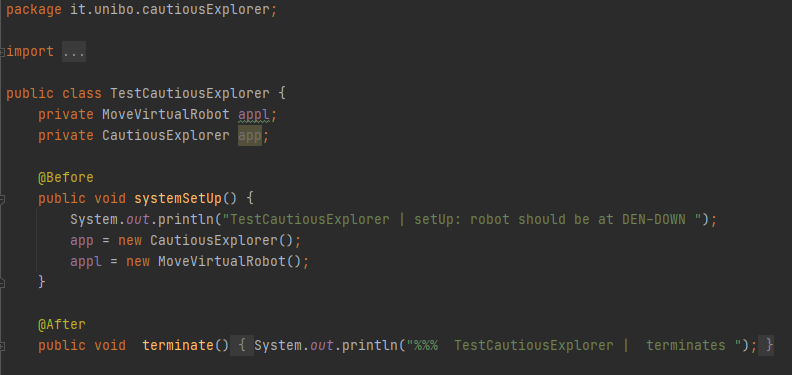 package it.unibo.cautiousExplorer;
import ...
public class TestCautiousExplorer {
    private MoveVirtualRobot appl;
    private CautiousExplorer app;
    @Before
    public void systemSetUp() {
        System.out.println("TestCautiousExplorer | setUp: robot should be at DEN-DOWN ");
        app = new CautiousExplorer();
        appl = new MoveVirtualRobot();
    }
    @After
    public void  terminate() { System.out.println("%%%  TestCautiousExplorer |  terminates "); }